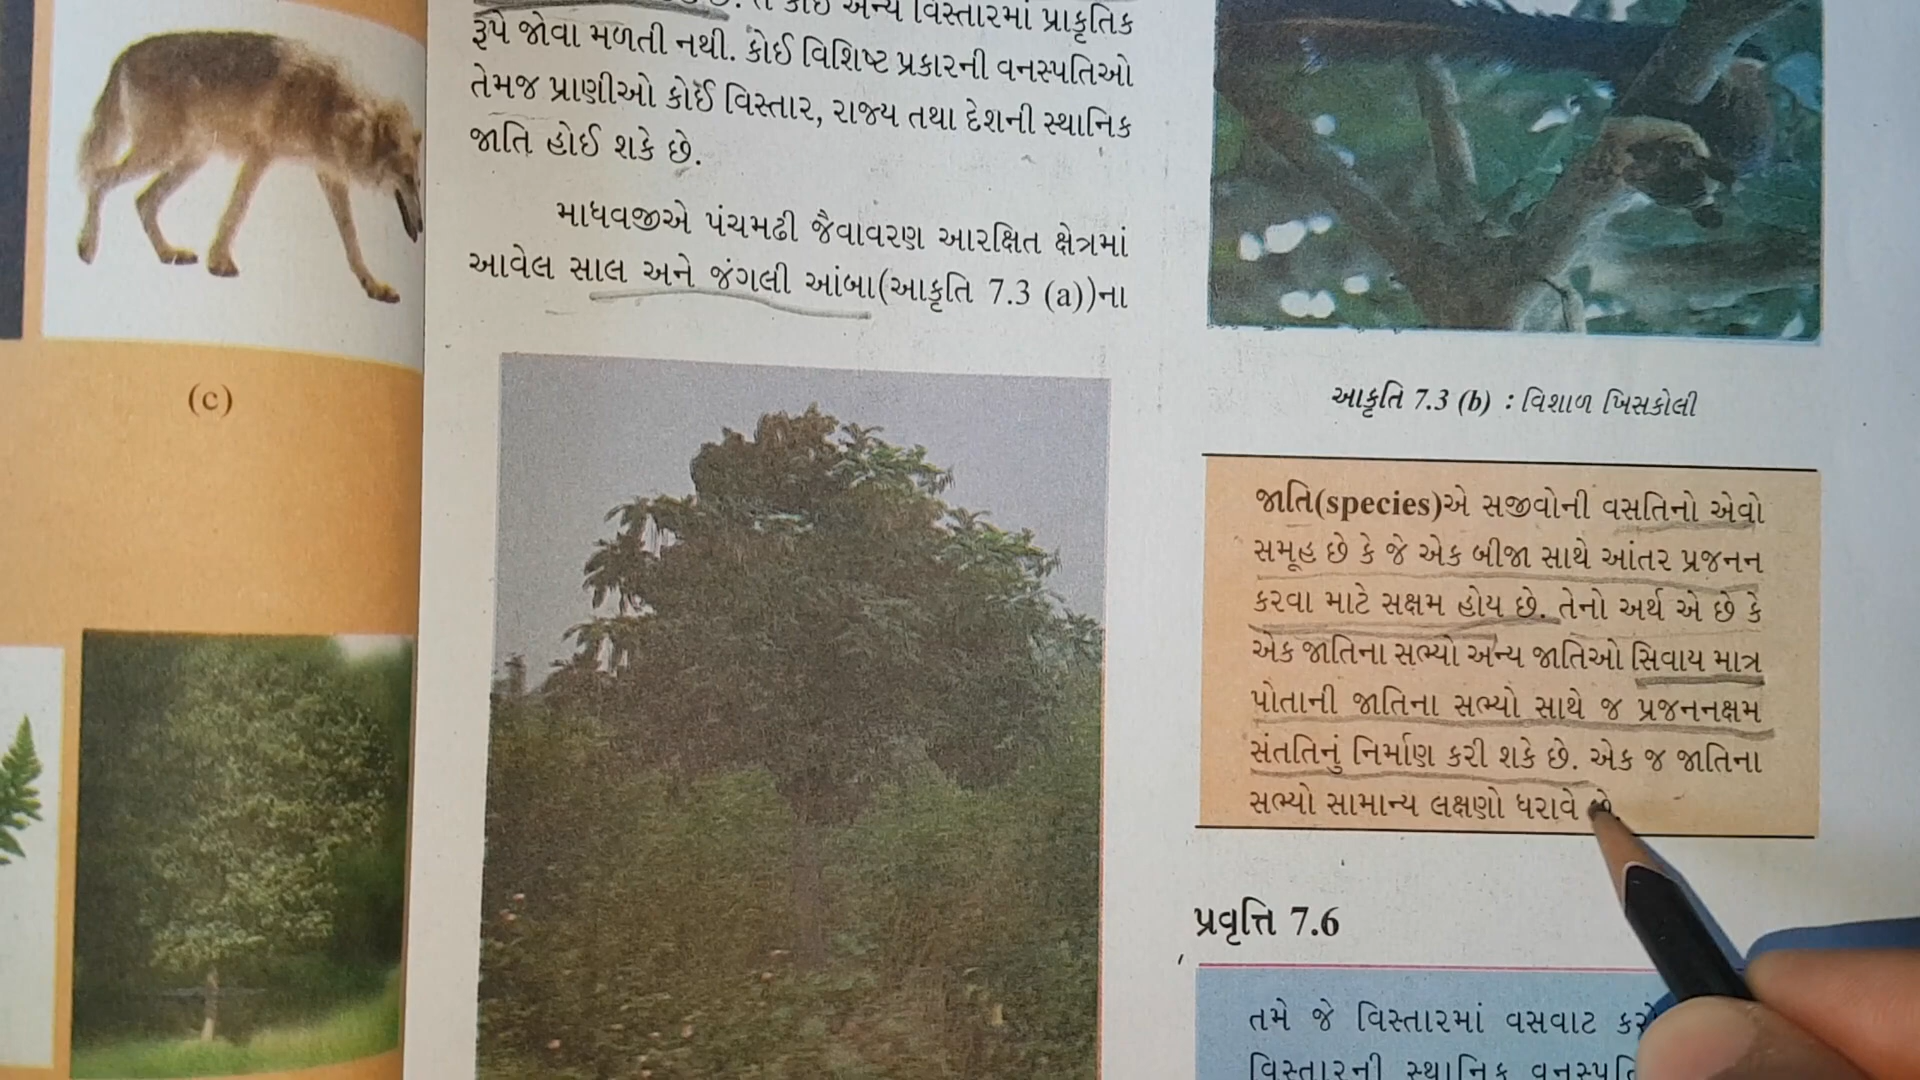 (c)
તે કોઈ અન્ય વિસ્તારમાં પ્રાકૃતિક
રૂપે જોવા મળતી નથી. કોઈ વિશિષ્ટ પ્રકારની વનસ્પતિઓ
તેમજ પ્રાણીઓ કોઈ વિસ્તાર, રાજ્ય તથા દેશની સ્થાનિક
જાતિ હોઈ શકે છે.
માધવજીએ પંચમઢી જૈવાવરણ આરક્ષિત ક્ષેત્રમાં
આવેલ સાલ અને જંગલી આંબા(આકૃતિ 7.3 (a))ના
આકૃતિ 7.3 (b) : વિશાળ ખિસકોલી
જાતિ(species)એ સજીવોની વસતિનો એવો
સમૂહ છે કે જે એક બીજા સાથે આંતર પ્રજનન
કરવા માટે સક્ષમ હોય છે. તેનો અર્થ એ છે કે
એક જાતિના સભ્યો અન્ય જાતિઓ સિવાય માત્ર
પોતાની જાતિના સભ્યો સાથે જ પ્રજનનક્ષમ
સંતતિનું નિર્માણ કરી શકે છે. એક જ જાતિના
સભ્યો સામાન્ય લક્ષણો ધરાવે છે.
પ્રવૃત્તિ 7.6
તમે જે વિસ્તારમાં વસવાટ
વિસ્તારની સ્થાનિક